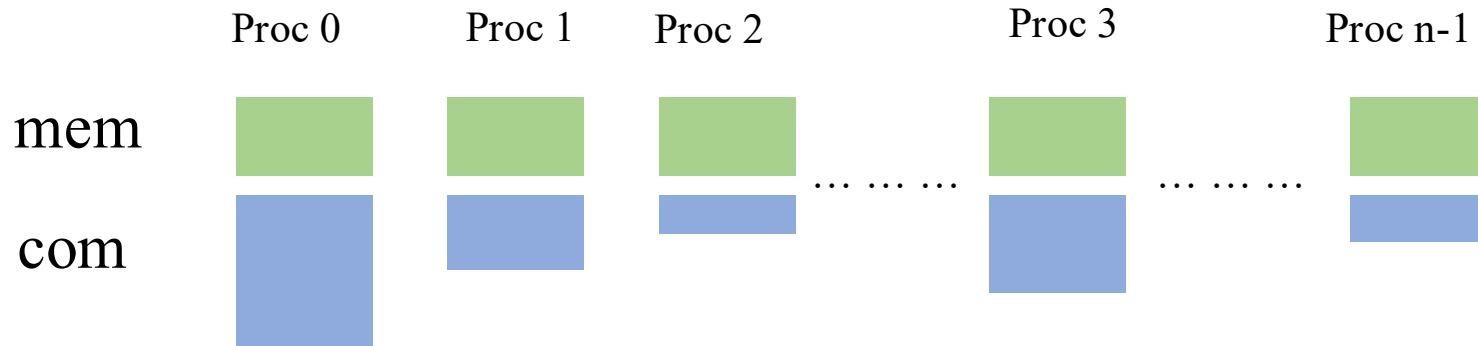 Proc 0 Proc 1 Proc 2 Proc 3 Proc n-1
mem
... ... ... ... ... ...
com